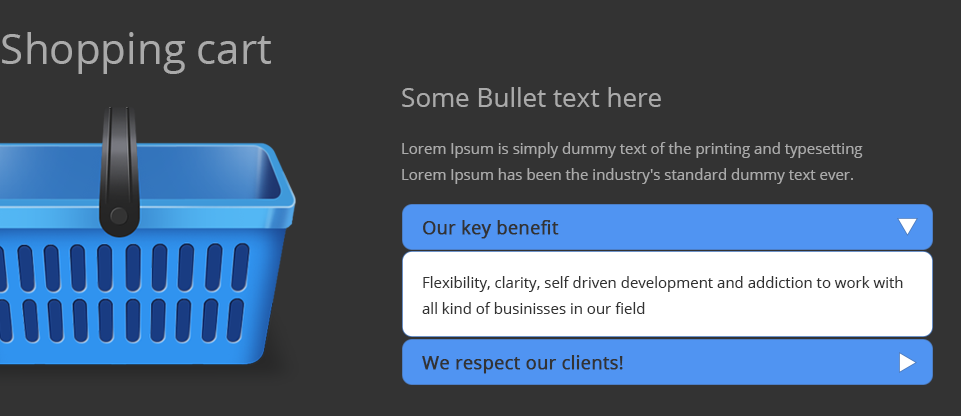 Shopping cart
Some Bullet text here
Lorem Ipsum is simply dummy text of the printing and typesetting
Lorem Ipsum has been the industry's standard dummy text ever.
Our key benefit
Flexibility, clarity, self driven development and addiction to work with
all kind of businisses in our field
We respect our clients!